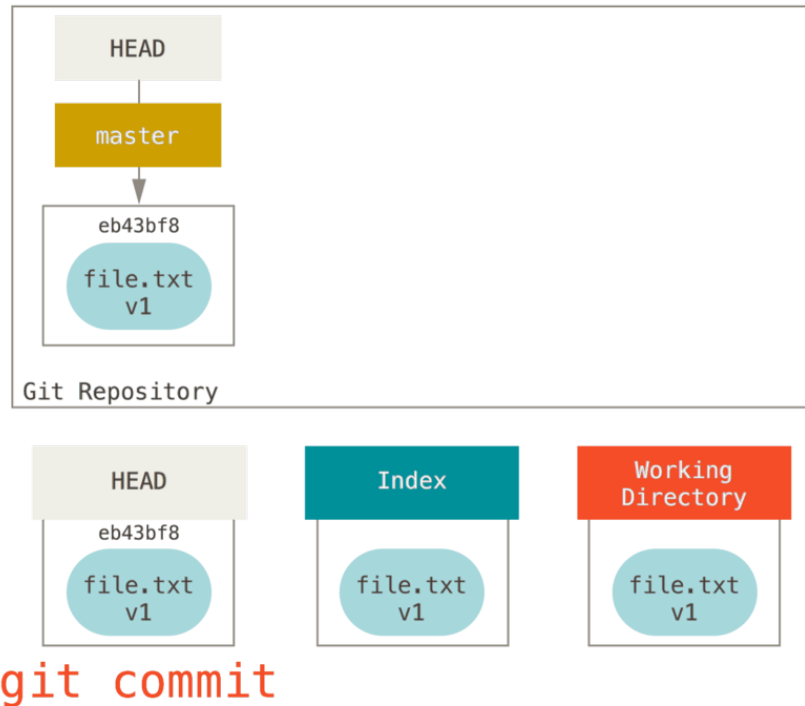 HEAD
master
eb43bf8
file.txt
v1
Git Repository
HEAD
Index
Working
Directory
eb43bf8
file.txt
v1
file.txt
v1
file.txt
v1
git commit